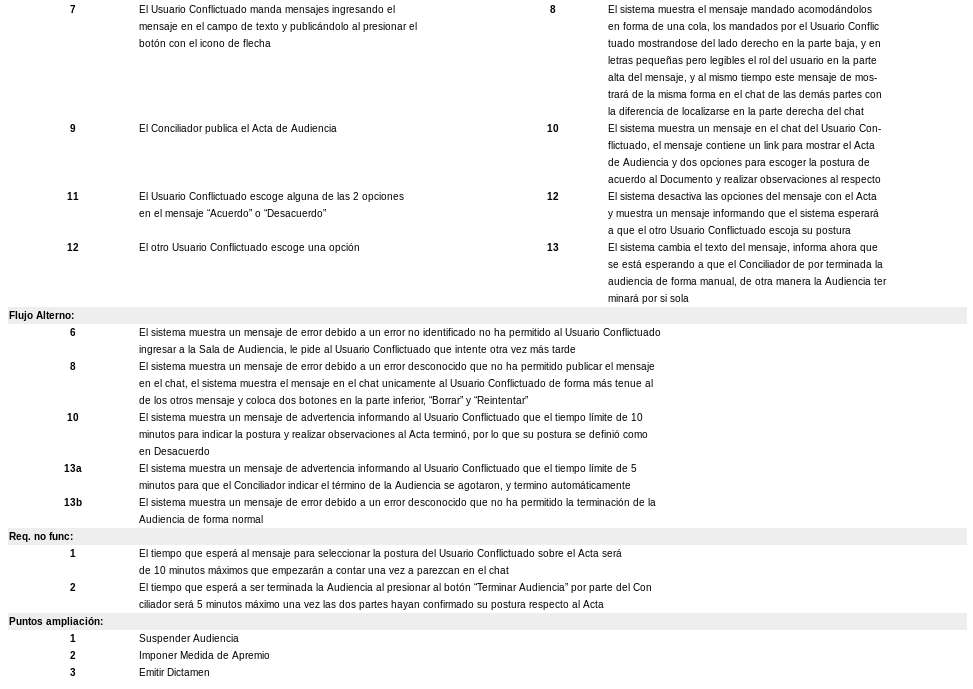 7 El Usuario Conflictuado manda mensajes ingresando el
mensaje en el campo de texto y publicándolo al presionar el
botón con el icono de flecha
8 El sistema muestra el mensaje mandado acomodándolos
en forma de una cola, los mandados por el Usuario Conflic
tuado mostrandose del lado derecho en la parte baja, y en
letras pequeñas pero legibles el rol del usuario en la parte
alta del mensaje, y al mismo tiempo este mensaje de mos-
trará de la misma forma en el chat de las demás partes con
la diferencia de localizarse en la parte derecha del chat
9 El Conciliador publica el Acta de Audiencia
10 El sistema muestra un mensaje en el chat del Usuario Con-
flictuado, el mensaje contiene un link para mostrar el Acta
de Audiencia y dos opciones para escoger la postura de
acuerdo al Documento y realizar observaciones al respecto
11 El Usuario Conflictuado escoge alguna de las 2 opciones
en el mensaje “Acuerdo” o “Desacuerdo”
12 El sistema desactiva las opciones del mensaje con el Acta
y muestra un mensaje informando que el sistema esperará
a que el otro Usuario Conflictuado escoja su postura
12 El otro Usuario Conflictuado escoge una opción
13 El sistema cambia el texto del mensaje, informa ahora que
se está esperando a que el Conciliador de por terminada la
audiencia de forma manual, de otra manera la Audiencia ter
minará por si sola
Flujo Alterno:
6 El sistema muestra un mensaje de error debido a un error no identificado no ha permitido al Usuario Conflictuado
ingresar a la Sala de Audiencia, le pide al Usuario Conflictuado que intente otra vez más tarde
8 El sistema muestra un mensaje de error debido a un error desconocido que no ha permitido publicar el mensaje
en el chat, el sistema muestra el mensaje en el chat unicamente al Usuario Conflictuado de forma más tenue al
de los otros mensaje y coloca dos botones en la parte inferior, “Borrar” y “Reintentar”
10 El sistema muestra un mensaje de advertencia informando al Usuario Conflictuado que el tiempo límite de 10
minutos para indicar la postura y realizar observaciones al Acta terminó, por lo que su postura se definió como
en Desacuerdo
13a El sistema muestra un mensaje de advertencia informando al Usuario Conflictuado que el tiempo límite de 5
minutos para que el Conciliador indicar el término de la Audiencia se agotaron, y termino automáticamente
13b El sistema muestra un mensaje de error debido a un error desconocido que no ha permitido la terminación de la
Audiencia de forma normal
Req. no func:
1 El tiempo que esperá al mensaje para seleccionar la postura del Usuario Conflictuado sobre el Acta será
de 10 minutos máximos que empezarán a contar una vez a parezcan en el chat
2 El tiempo que esperá a ser terminada la Audiencia al presionar al botón “Terminar Audiencia” por parte del Con
ciliador será 5 minutos máximo una vez las dos partes hayan confirmado su postura respecto al Acta
Puntos ampliación:
1 Suspender Audiencia
2 Imponer Medida de Apremio
3 Emitir Dictamen